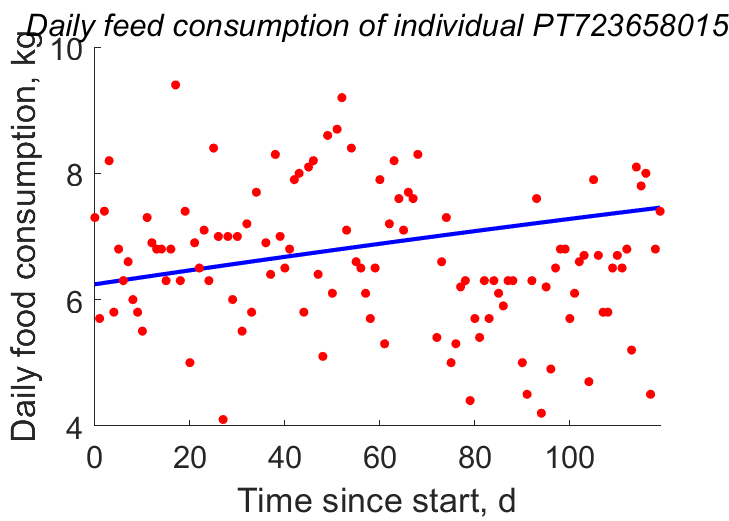 Daily feed consumption of individual PT723658015
Daily food consumption, kg
10
8
6
4
0 20 40 60 80 100
Time since start, d